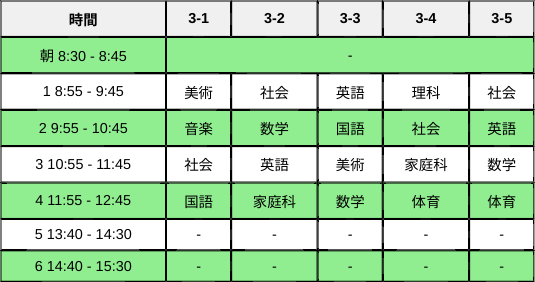 時間 3-1 3-2 3-3 3-4 3-5
朝 8:30 - 8:45 -
1 8:55 - 9:45 美術 社会 英語 理科 社会
2 9:55 - 10:45 音楽 数学 国語 社会 英語
3 10:55 - 11:45 社会 英語 美術 家庭科 数学
4 11:55 - 12:45 国語 家庭科 数学 体育 体育
5 13:40 - 14:30 - - - - -
6 14:40 - 15:30 - - - - -